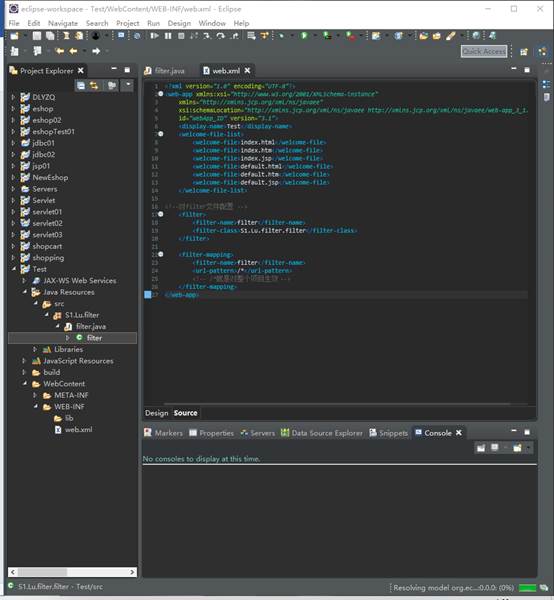 eclipse-workspace - Test/WebContent/WEB-INF/web.xml - Eclipse
File Edit Navigate Search Project Run Design Window Help
Quick Access
Project Explorer
DLYZQ
eshop
eshop02
eshopTest01
jdbc01
jdbc02
jsp01
NewEshop
Servers
Servlet
servlet01
servlet02
servlet03
shopcart
shopping
Test
JAX-WS Web Services
Java Resources
src
S1.Lu.filter
filter.java
filter
Libraries
JavaScript Resources
build
WebContent
META-INF
WEB-INF
lib
web.xml
filter.java web.xml
1 <?xml version="1.0" encoding="UTF-8"?>
2 <web-app xmlns:xsi="http://www.w3.org/2001/XMLSchema-instance"
3 xmlns="http://xmlns.jcp.org/xml/ns/javaee"
4 xsi:schemaLocation="http://xmlns.jcp.org/xml/ns/javaee http://xmlns.jcp.org/xml/ns/javaee/web-app_3_1.
5 id="WebApp_ID" version="3.1">
6 <display-name>Test</display-name>
7 <welcome-file-list>
8 <welcome-file>index.html</welcome-file>
9 <welcome-file>index.htm</welcome-file>
10 <welcome-file>index.jsp</welcome-file>
11 <welcome-file>default.html</welcome-file>
12 <welcome-file>default.htm</welcome-file>
13 <welcome-file>default.jsp</welcome-file>
14 </welcome-file-list>
15
16 <!--对filter文件配置 -->
17 <filter>
18 <filter-name>filter</filter-name>
19 <filter-class>S1.Lu.filter.filter</filter-class>
20 </filter>
21
22 <filter-mapping>
23 <filter-name>filter</filter-name>
24 <url-pattern>/*</url-pattern>
25 <!-- /*就是对整个项目生效 -->
26 </filter-mapping>
27 </web-app>
Design Source
Markers Properties Servers Data Source Explorer Snippets Console
No consoles to display at this time.
S1.Lu.filter.filter - Test/src
Resolving model org.ec...:0.0.0: (0%)